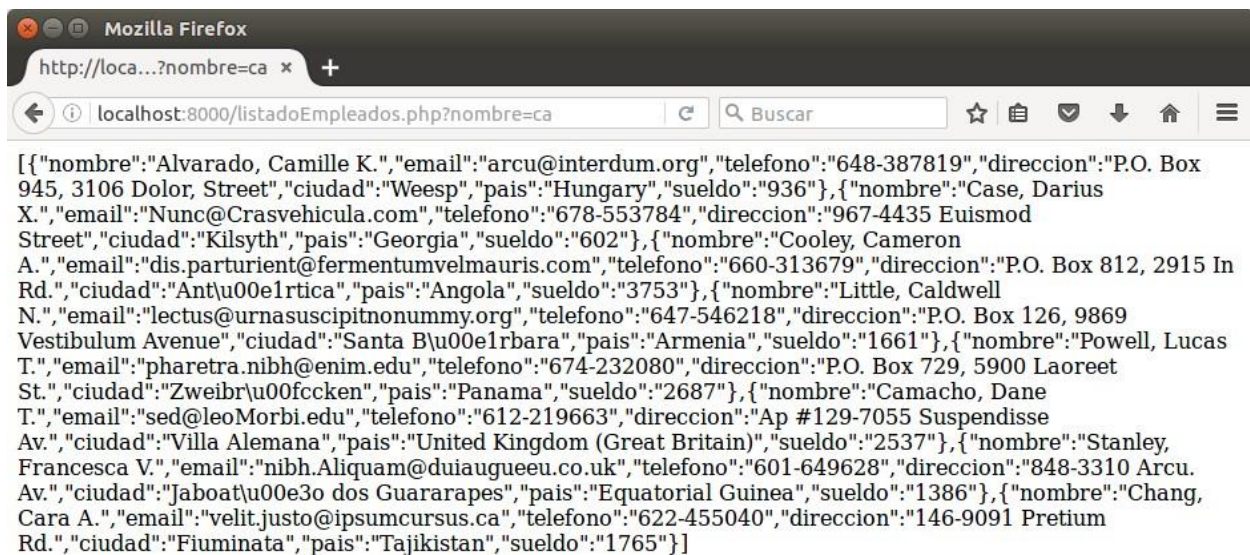 Mozilla Firefox
http://loca...?nombre=ca
localhost:8000/listadoEmpleados.php?nombre=ca
Buscar
[{"nombre":"Alvarado, Camille K.","email":"arcu@interdum.org","telefono":"648-387819","direccion":"P.O. Box
945, 3106 Dolor, Street","ciudad":"Weesp","pais":"Hungary","sueldo":"936"},{"nombre":"Case, Darius
X.","email":"Nunc@Crasvehicula.com","telefono":"678-553784","direccion":"967-4435 Euismod
Street","ciudad":"Kilsyth","pais":"Georgia","sueldo":"602"},{"nombre":"Cooley, Cameron
A.","email":"dis.parturient@fermentumvelmauris.com","telefono":"660-313679","direccion":"P.O. Box 812, 2915 In
Rd.","ciudad":"Ant\u00e1rtica","pais":"Angola","sueldo":"3753"},{"nombre":"Little, Caldwell
N.","email":"lectus@urnasuscipitnonummy.org","telefono":"647-546218","direccion":"P.O. Box 126, 9869
Vestibulum Avenue","ciudad":"Santa B\u00e1rbara","pais":"Armenia","sueldo":"1661"},{"nombre":"Powell, Lucas
T.","email":"pharetra.nibh@enim.edu","telefono":"674-232080","direccion":"P.O. Box 729, 5900 Laoreet
St.","ciudad":"Zweibr\u00fccken","pais":"Panama","sueldo":"2687"},{"nombre":"Camacho, Dane
T.","email":"sed@leoMorbi.edu","telefono":"612-219663","direccion":"Ap #129-7055 Suspendisse
Av.","ciudad":"Villa Alemana","pais":"United Kingdom (Great Britain)","sueldo":"2537"},{"nombre":"Stanley,
Francesca V.","email":"nibh.Aliquam@duiaugueeu.co.uk","telefono":"601-649628","direccion":"848-3310 Arcu.
Av.","ciudad":"Jaboat\u00e3o dos Guararapes","pais":"Equatorial Guinea","sueldo":"1386"},{"nombre":"Chang,
Cara A.","email":"velit.justo@ipsumcursus.ca","telefono":"622-455040","direccion":"146-9091 Pretium
Rd.","ciudad":"Fiuminata","pais":"Tajikistan","sueldo":"1765"}]